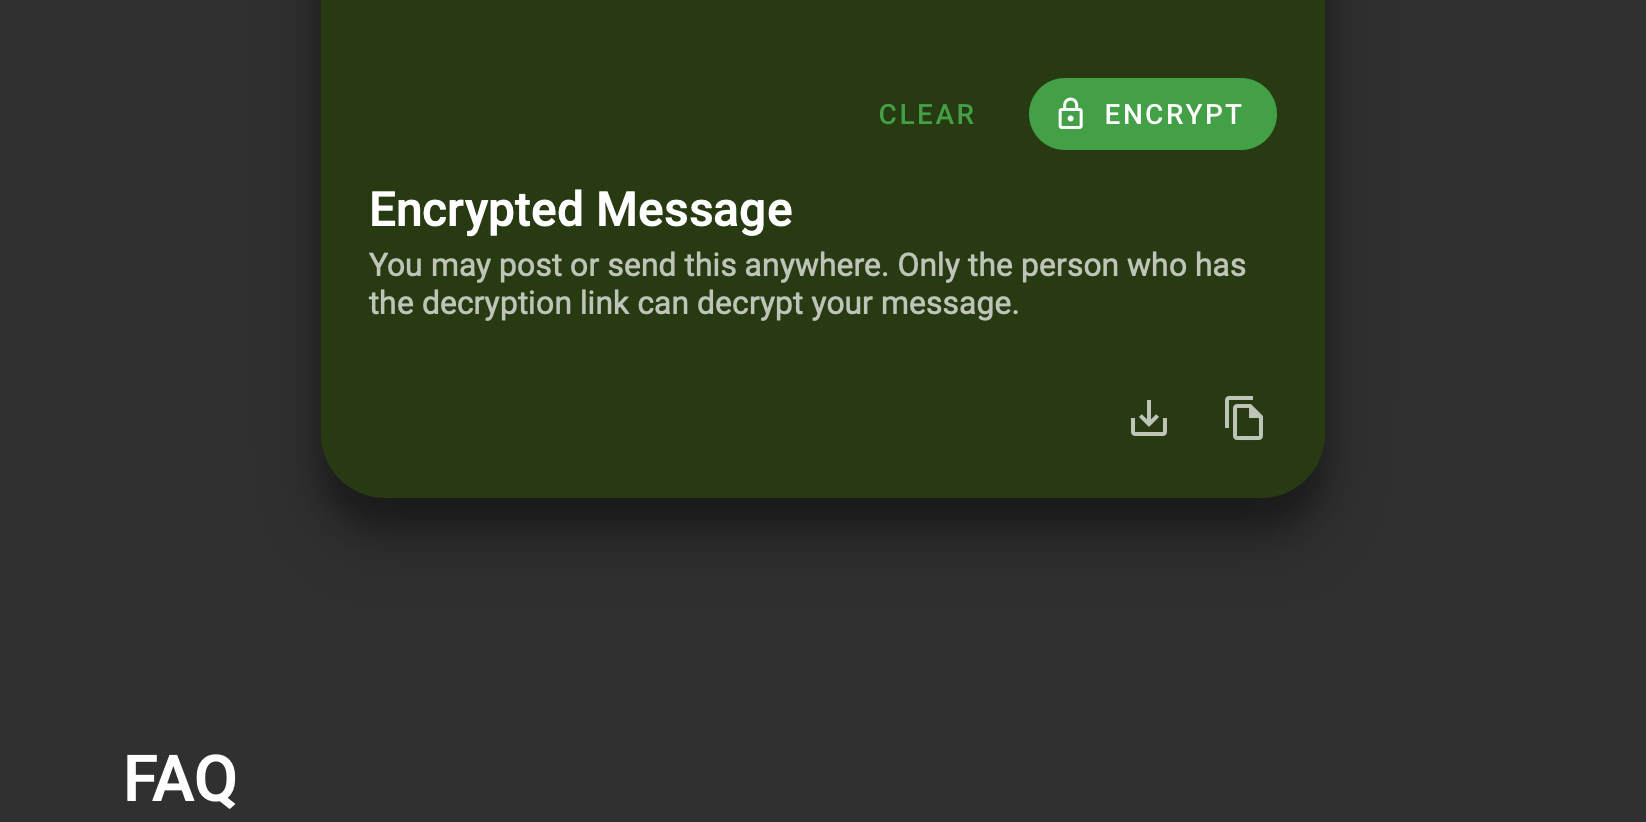 CLEAR
ENCRYPT
Encrypted Message
You may post or send this anywhere. Only the person who has
the decryption link can decrypt your message.
FAQ